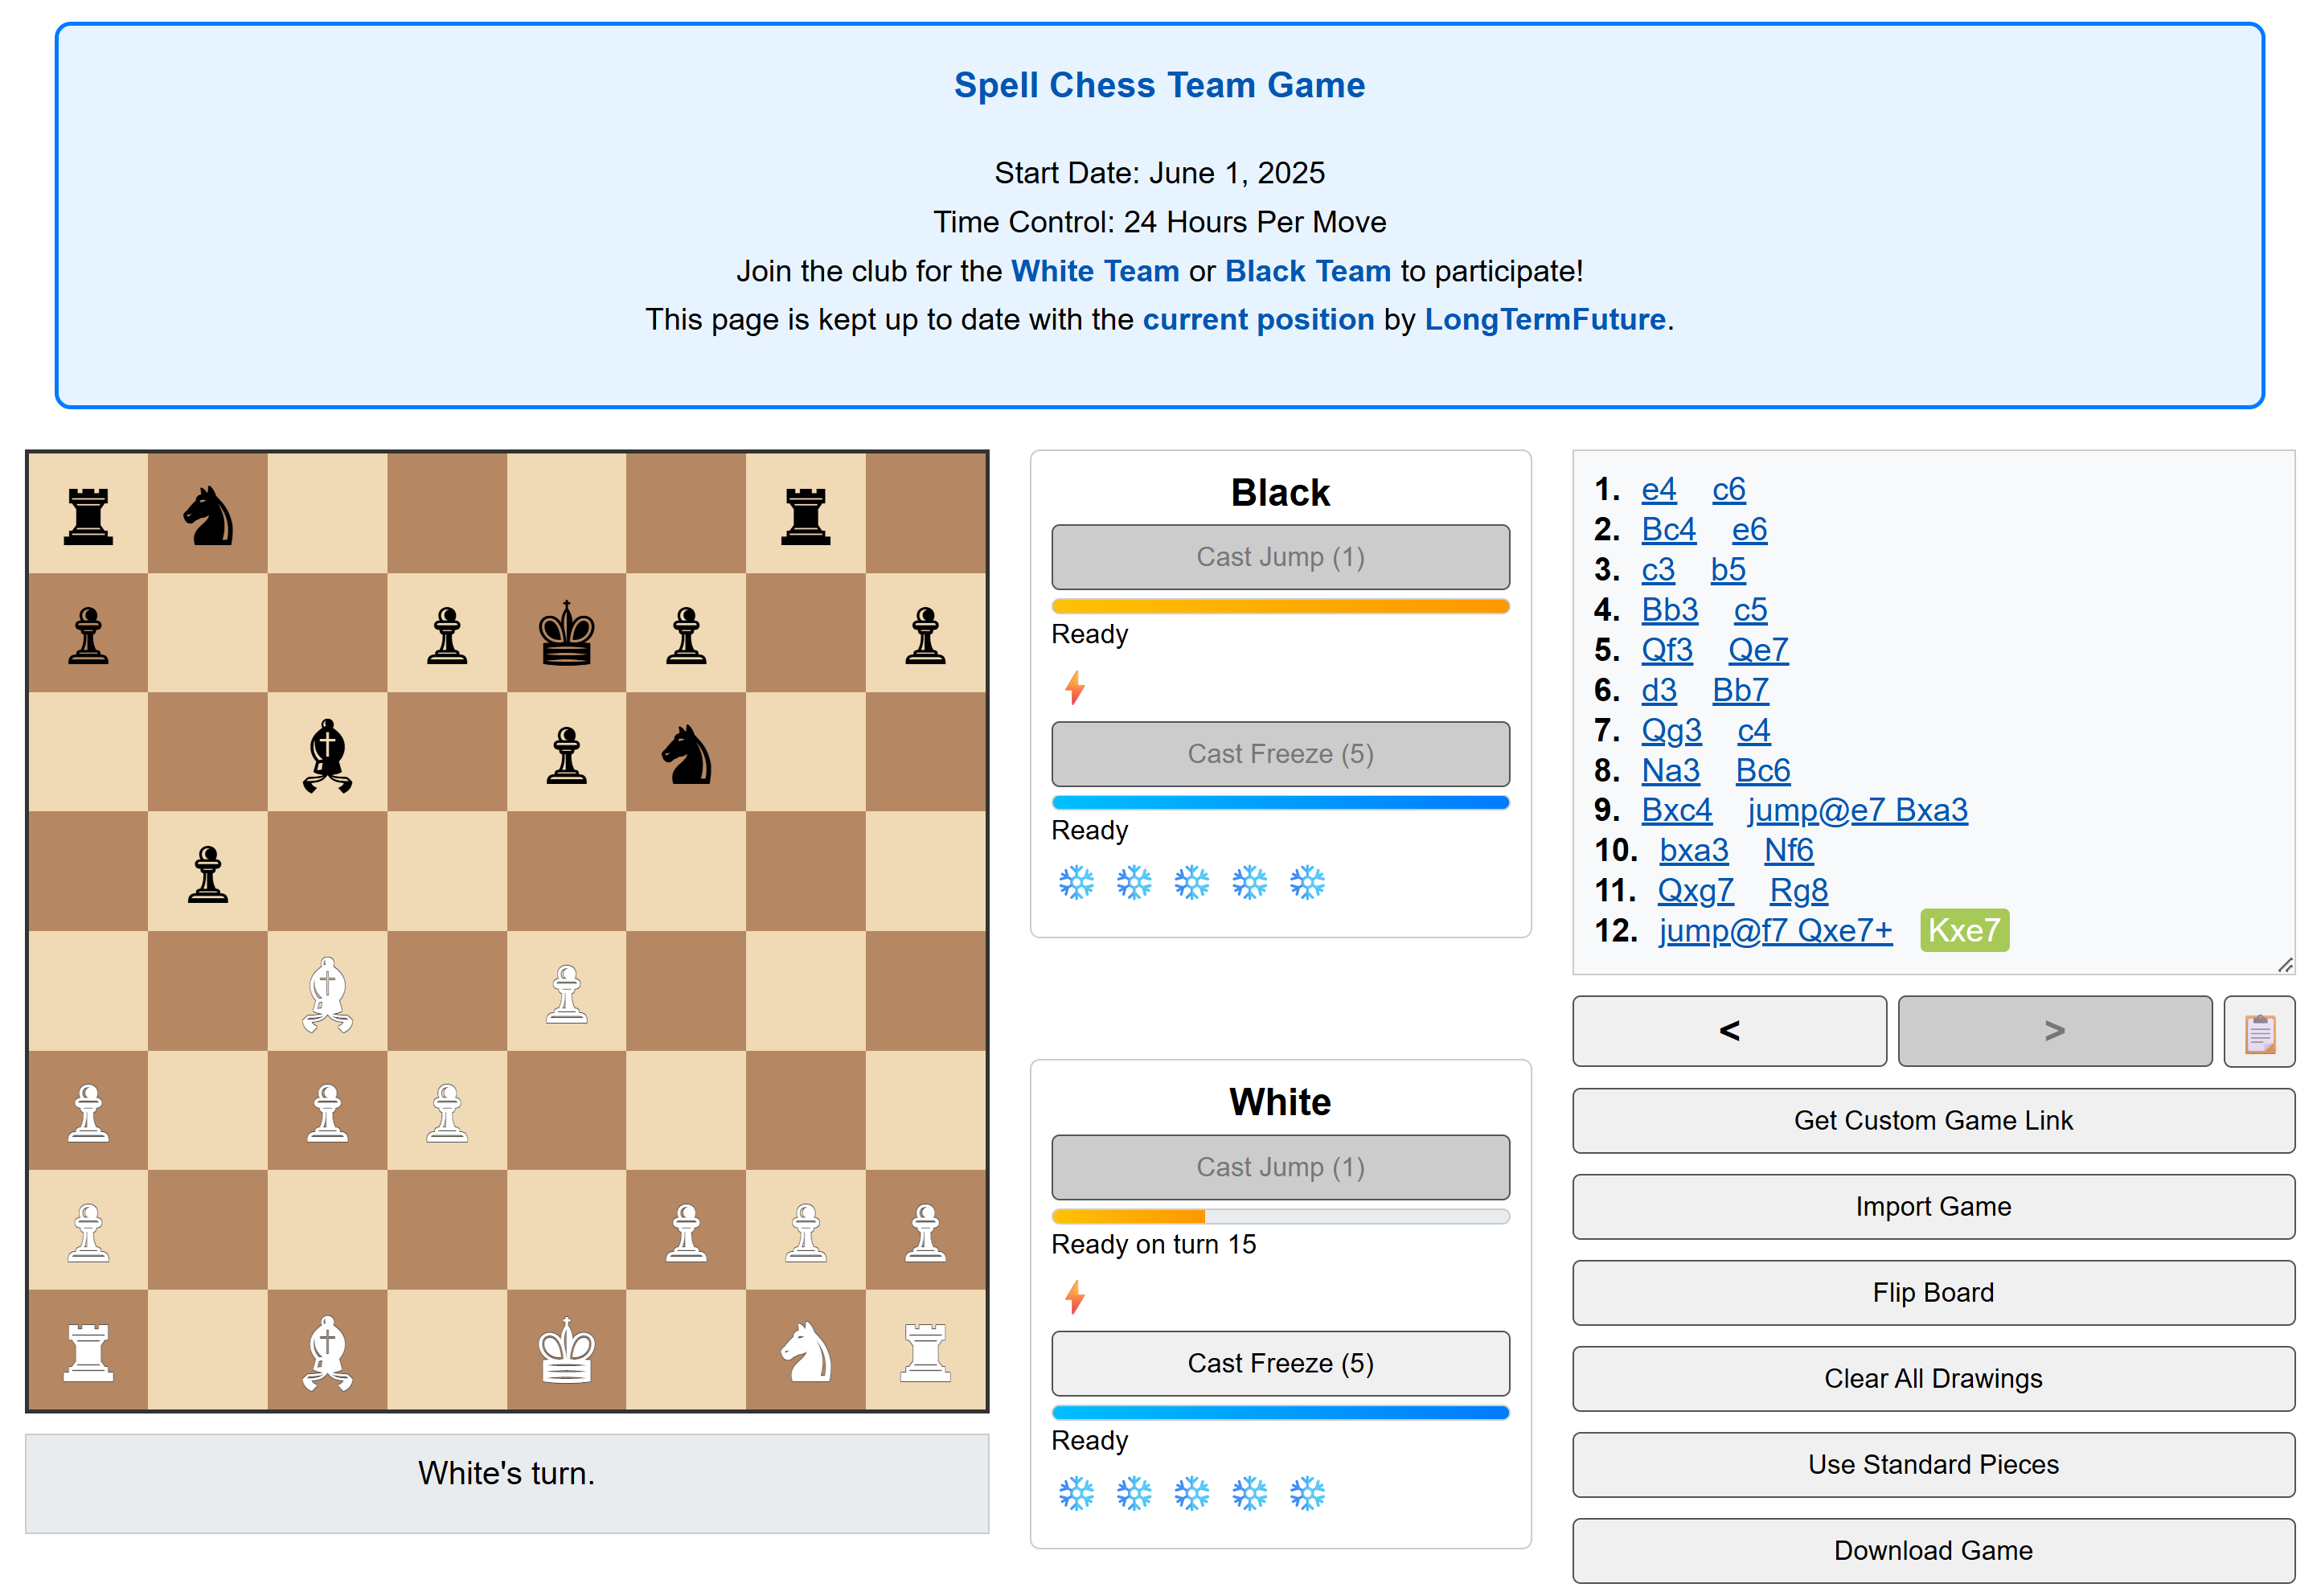 Spell Chess Team Game
Start Date: June 1, 2025
Time Control: 24 Hours Per Move
Join the club for the White Team or Black Team to participate!
This page is kept up to date with the current position by LongTermFuture.
White's turn.
Black
Cast Jump (1)
Ready
Cast Freeze (5)
Ready
White
Cast Jump (1)
Ready on turn 15
Cast Freeze (5)
Ready
1. e4 c6
2. Bc4 e6
3. c3 b5
4. Bb3 c5
5. Qf3 Qe7
6. d3 Bb7
7. Qg3 c4
8. Na3 Bc6
9. Bxc4 jump@e7 Bxa3
10. bxa3 Nf6
11. Qxg7 Rg8
12. jump@f7 Qxe7+ Kxe7
< >
Get Custom Game Link
Import Game
Flip Board
Clear All Drawings
Use Standard Pieces
Download Game